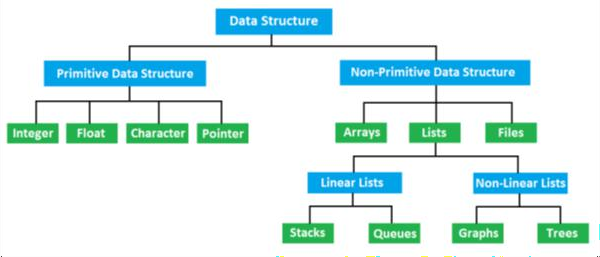 Data Structure
Primitive Data Structure
Non-Primitive Data Structure
Integer
Float
Character
Pointer
Arrays
Lists
Files
Linear Lists
Non-Linear Lists
Stacks
Queues
Graphs
Trees